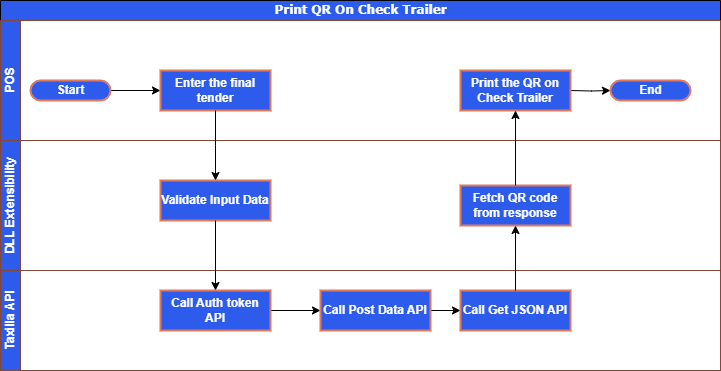 Print QR On Check Trailer
POS
Start
Enter the final
tender
Print the QR on
Check Trailer
End
DLL Extensibility
Validate Input Data
Fetch QR code
from response
Taxilla API
Call Auth token
API
Call Post Data API
Call Get JSON API